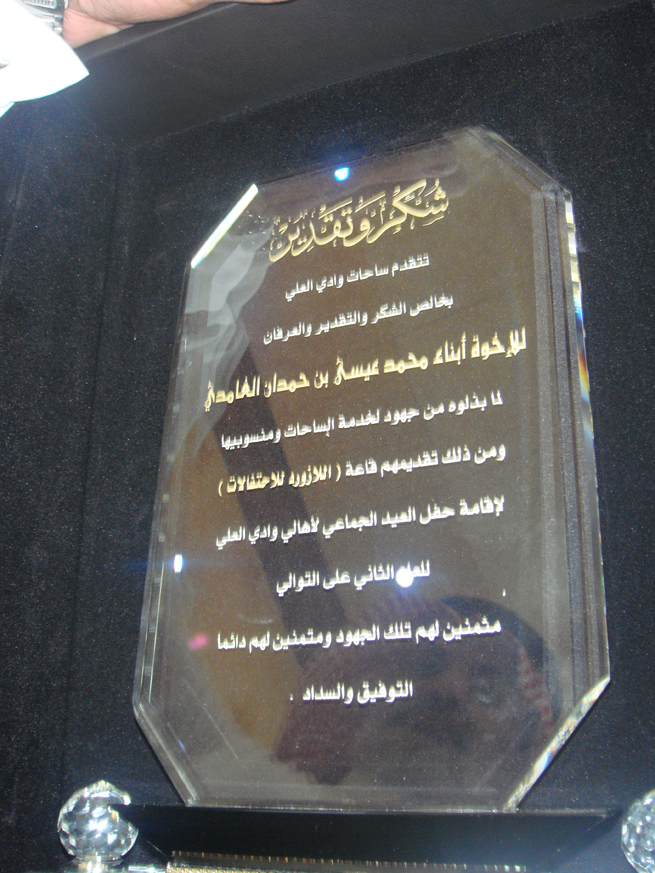 شكر وتقدير
تتقدم ساحات وادي العلي
بخالص الشكر والتقدير والعرفان
للإخوة أبناء محمد عيسى بن حمدان الغامدي
لما بذلوه من جهود لخدمة الساحات ومنسوبيها
ومن ذلك تقديمهم قاعة ( اللازورد للاحتفالات )
لإقامة حفل العيد الجماعي لأهالي وادي العلي
للعام الثاني على التوالي
مثمنين لهم تلك الجهود ومتمنين لهم دائما
التوفيق والسداد .